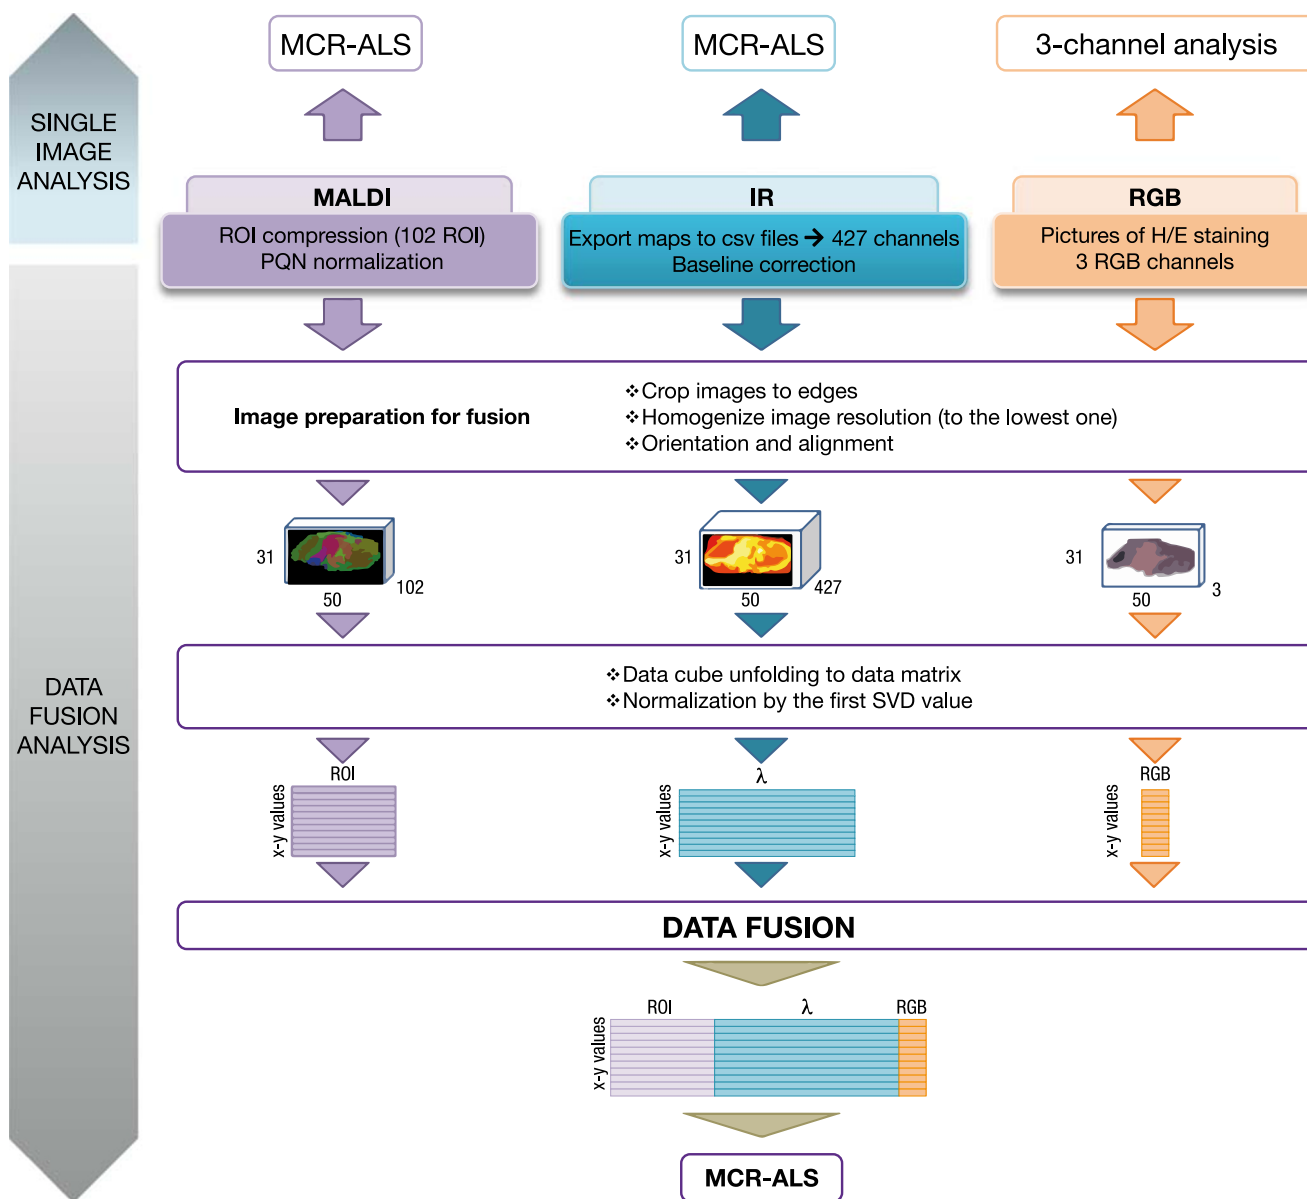 MCR-ALS
MCR-ALS
3-channel analysis
SINGLE
IMAGE
ANALYSIS
MALDI
ROI compression (102 ROI)
PQN normalization
IR
Export maps to csv files → 427 channels
Baseline correction
RGB
Pictures of H/E staining
3 RGB channels
Image preparation for fusion
❖Crop images to edges
❖Homogenize image resolution (to the lowest one)
❖Orientation and alignment
31
50
102
31
50
427
31
50
3
DATA
FUSION
ANALYSIS
❖Data cube unfolding to data matrix
❖Normalization by the first SVD value
ROI
x-y values
λ
x-y values
RGB
x-y values
DATA FUSION
ROI
λ
RGB
x-y values
MCR-ALS